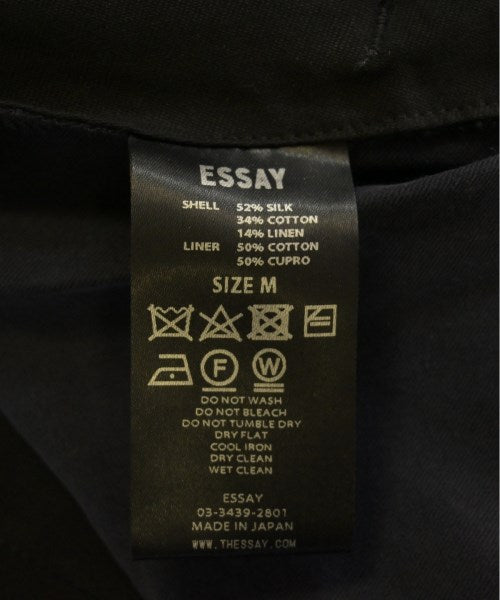 ESSAY
SHELL 52% SILK
34% COTTON
14% LINEN
LINER 50% COTTON
50% CUPRO
SIZE M
F W
DO NOT WASH
DO NOT BLEACH
DO NOT TUMBLE DRY
DRY FLAT
COOL IRON
DRY CLEAN
WET CLEAN
ESSAY
03-3439-2801
MADE IN JAPAN
WWW.THESSAY.COM